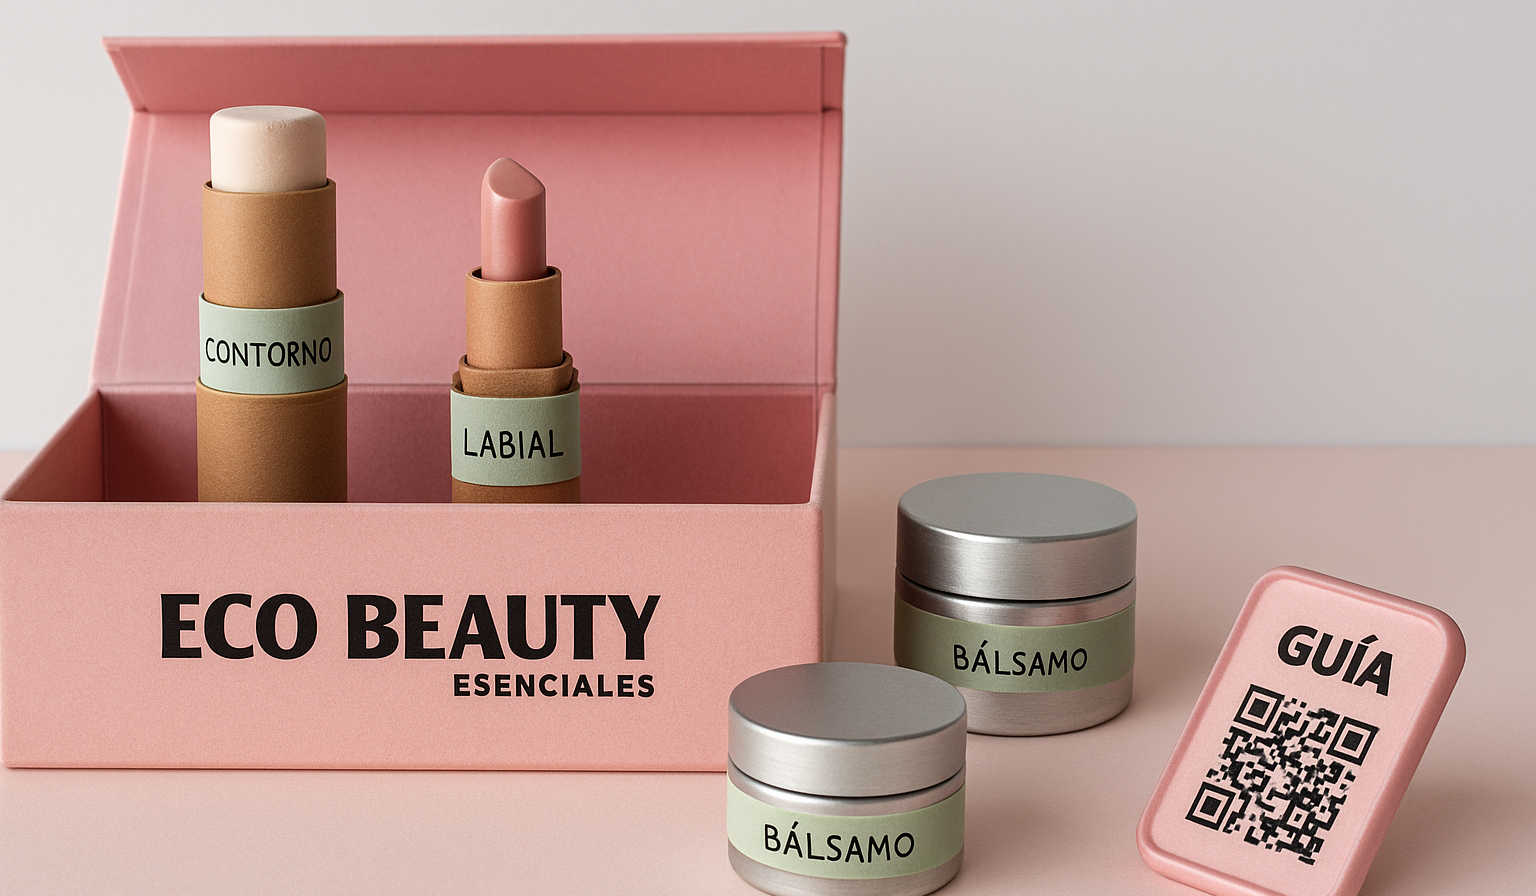 CONTORNO
LABIAL
ECO BEAUTY
ESENCIALES
BÁLSAMO
BÁLSAMO
GUÍA